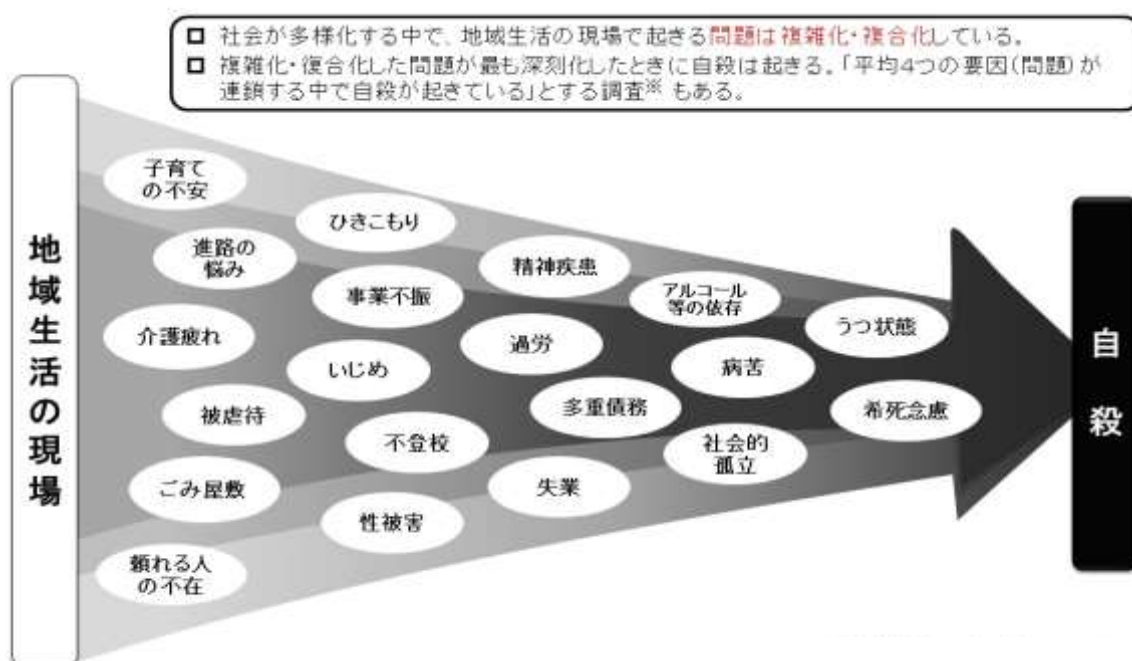 □ 社会が多様化する中で、地域生活の現場で起きる問題は複雑化・複合化している。
□ 複雑化・復合化した問題が最も深刻化したときに自殺は起きる。「平均4つの要因(問題)が
連鎖する中で自殺が起きている」とする調査※ もある。
地域生活の現場
子育て
の不安
ひきこもり
進路の
悩み
精神疾患
事業不振
アルコール
等の依存
うつ状態
介護疲れ
過労
いじめ
病苦
被虐待
多重債務
希死念慮
不登校
社会的
孤立
ごみ屋敷
失業
性被害
頼れる人
の不在
自殺